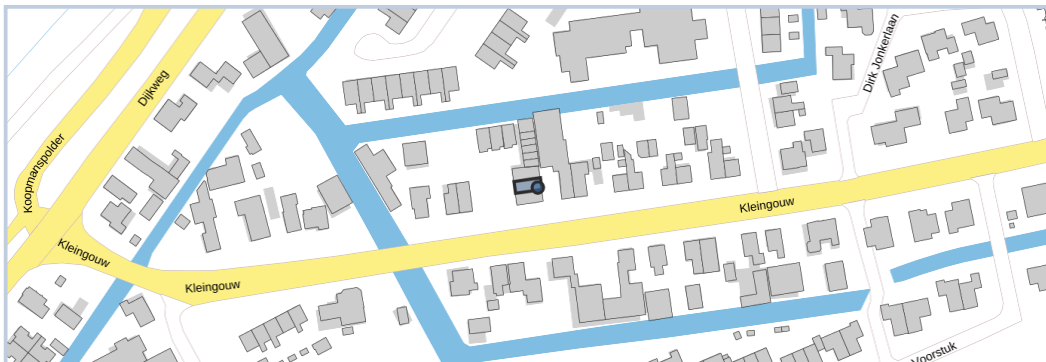 Dirk Jonkerlaan
Dijkweg
Koopmanspolder
Kleingouw
Kleingouw
Kleingouw
Voorstuk